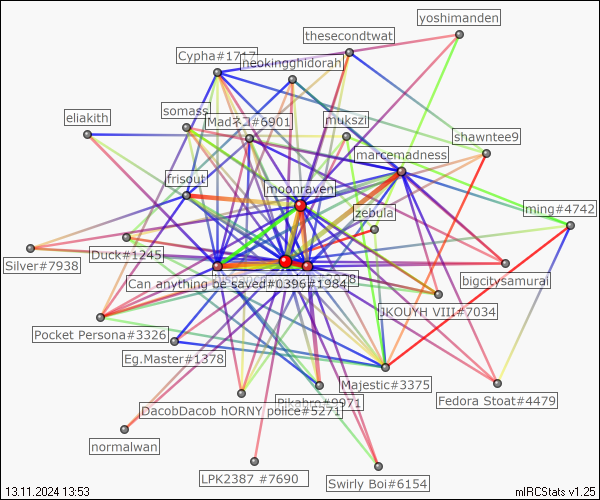 yoshimanden
thesecondtwat
Cypha#1717
neokingghidorah
somass
eliakith
Madネコ#6901
mukszi
shawntee9
marcemadness
frisout
moonraven
zebula
ming#4742
Duck#1245
Silver#7938
bigcitysamurai
Can anything be saved#0396#1984
JKOUYH VIII#7034
Pocket Persona#3326
Eg.Master#1378
Majestic#3375
Pikabro#9971
Fedora Stoat#4479
DacobDacob hORNY police#5271
normalwan
LPK2387 #7690
Swirly Boi#6154
13.11.2024 13:53
mIRCStats v1.25